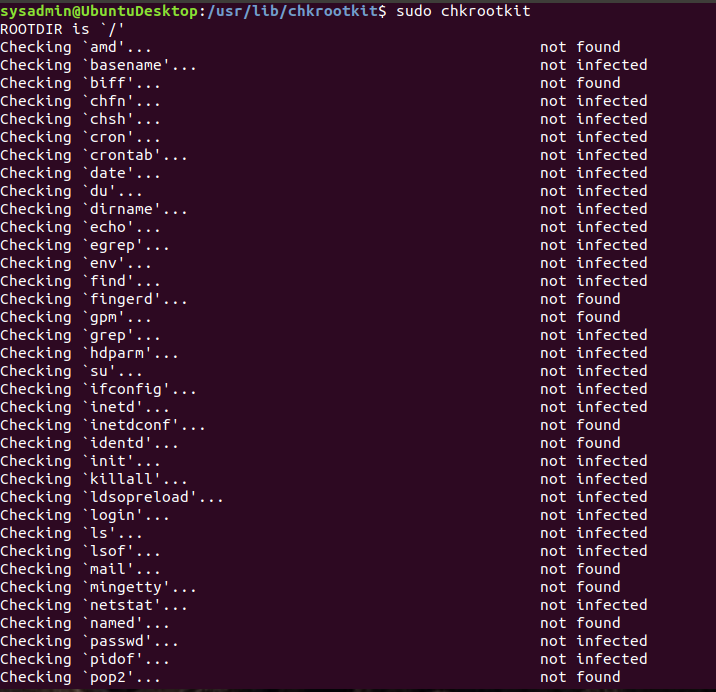 sysadmin@UbuntuDesktop:/usr/lib/chkrootkit$ sudo chkrootkit
ROOTDIR is `/'
Checking `amd'... not found
Checking `basename'... not infected
Checking `biff'... not found
Checking `chfn'... not infected
Checking `chsh'... not infected
Checking `cron'... not infected
Checking `crontab'... not infected
Checking `date'... not infected
Checking `du'... not infected
Checking `dirname'... not infected
Checking `echo'... not infected
Checking `egrep'... not infected
Checking `env'... not infected
Checking `find'... not infected
Checking `fingerd'... not found
Checking `gpm'... not found
Checking `grep'... not infected
Checking `hdparm'... not infected
Checking `su'... not infected
Checking `ifconfig'... not infected
Checking `inetd'... not infected
Checking `inetdconf'... not found
Checking `identd'... not found
Checking `init'... not infected
Checking `killall'... not infected
Checking `ldsopreload'... not infected
Checking `login'... not infected
Checking `ls'... not infected
Checking `lsof'... not infected
Checking `mail'... not found
Checking `mingetty'... not found
Checking `netstat'... not infected
Checking `named'... not found
Checking `passwd'... not infected
Checking `pidof'... not infected
Checking `pop2'... not found